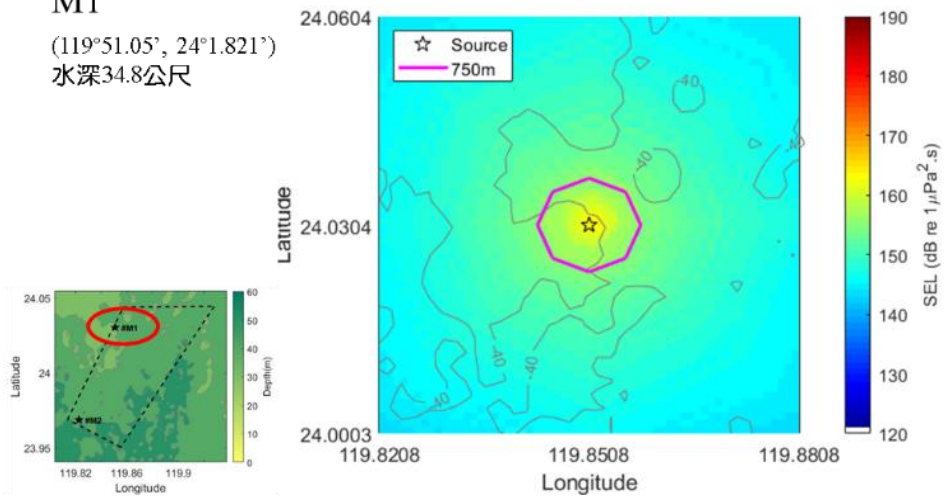 M1
(119°51.05’, 24°1.821’)
水深34.8公尺
24.0604
24.0304
24.0003
Latitude
119.8208
119.8508
119.8808
Longitude
Source
750m
-40
-40
-40
-40
-40
-40
-40
190
180
170
160
150
140
130
120
SEL (dB re 1 μPa².s)
24.05
24
23.95
Latitude
119.82
119.86
119.9
Longitude
#M1
#M2
60
50
40
30
20
10
0
Depth(m)